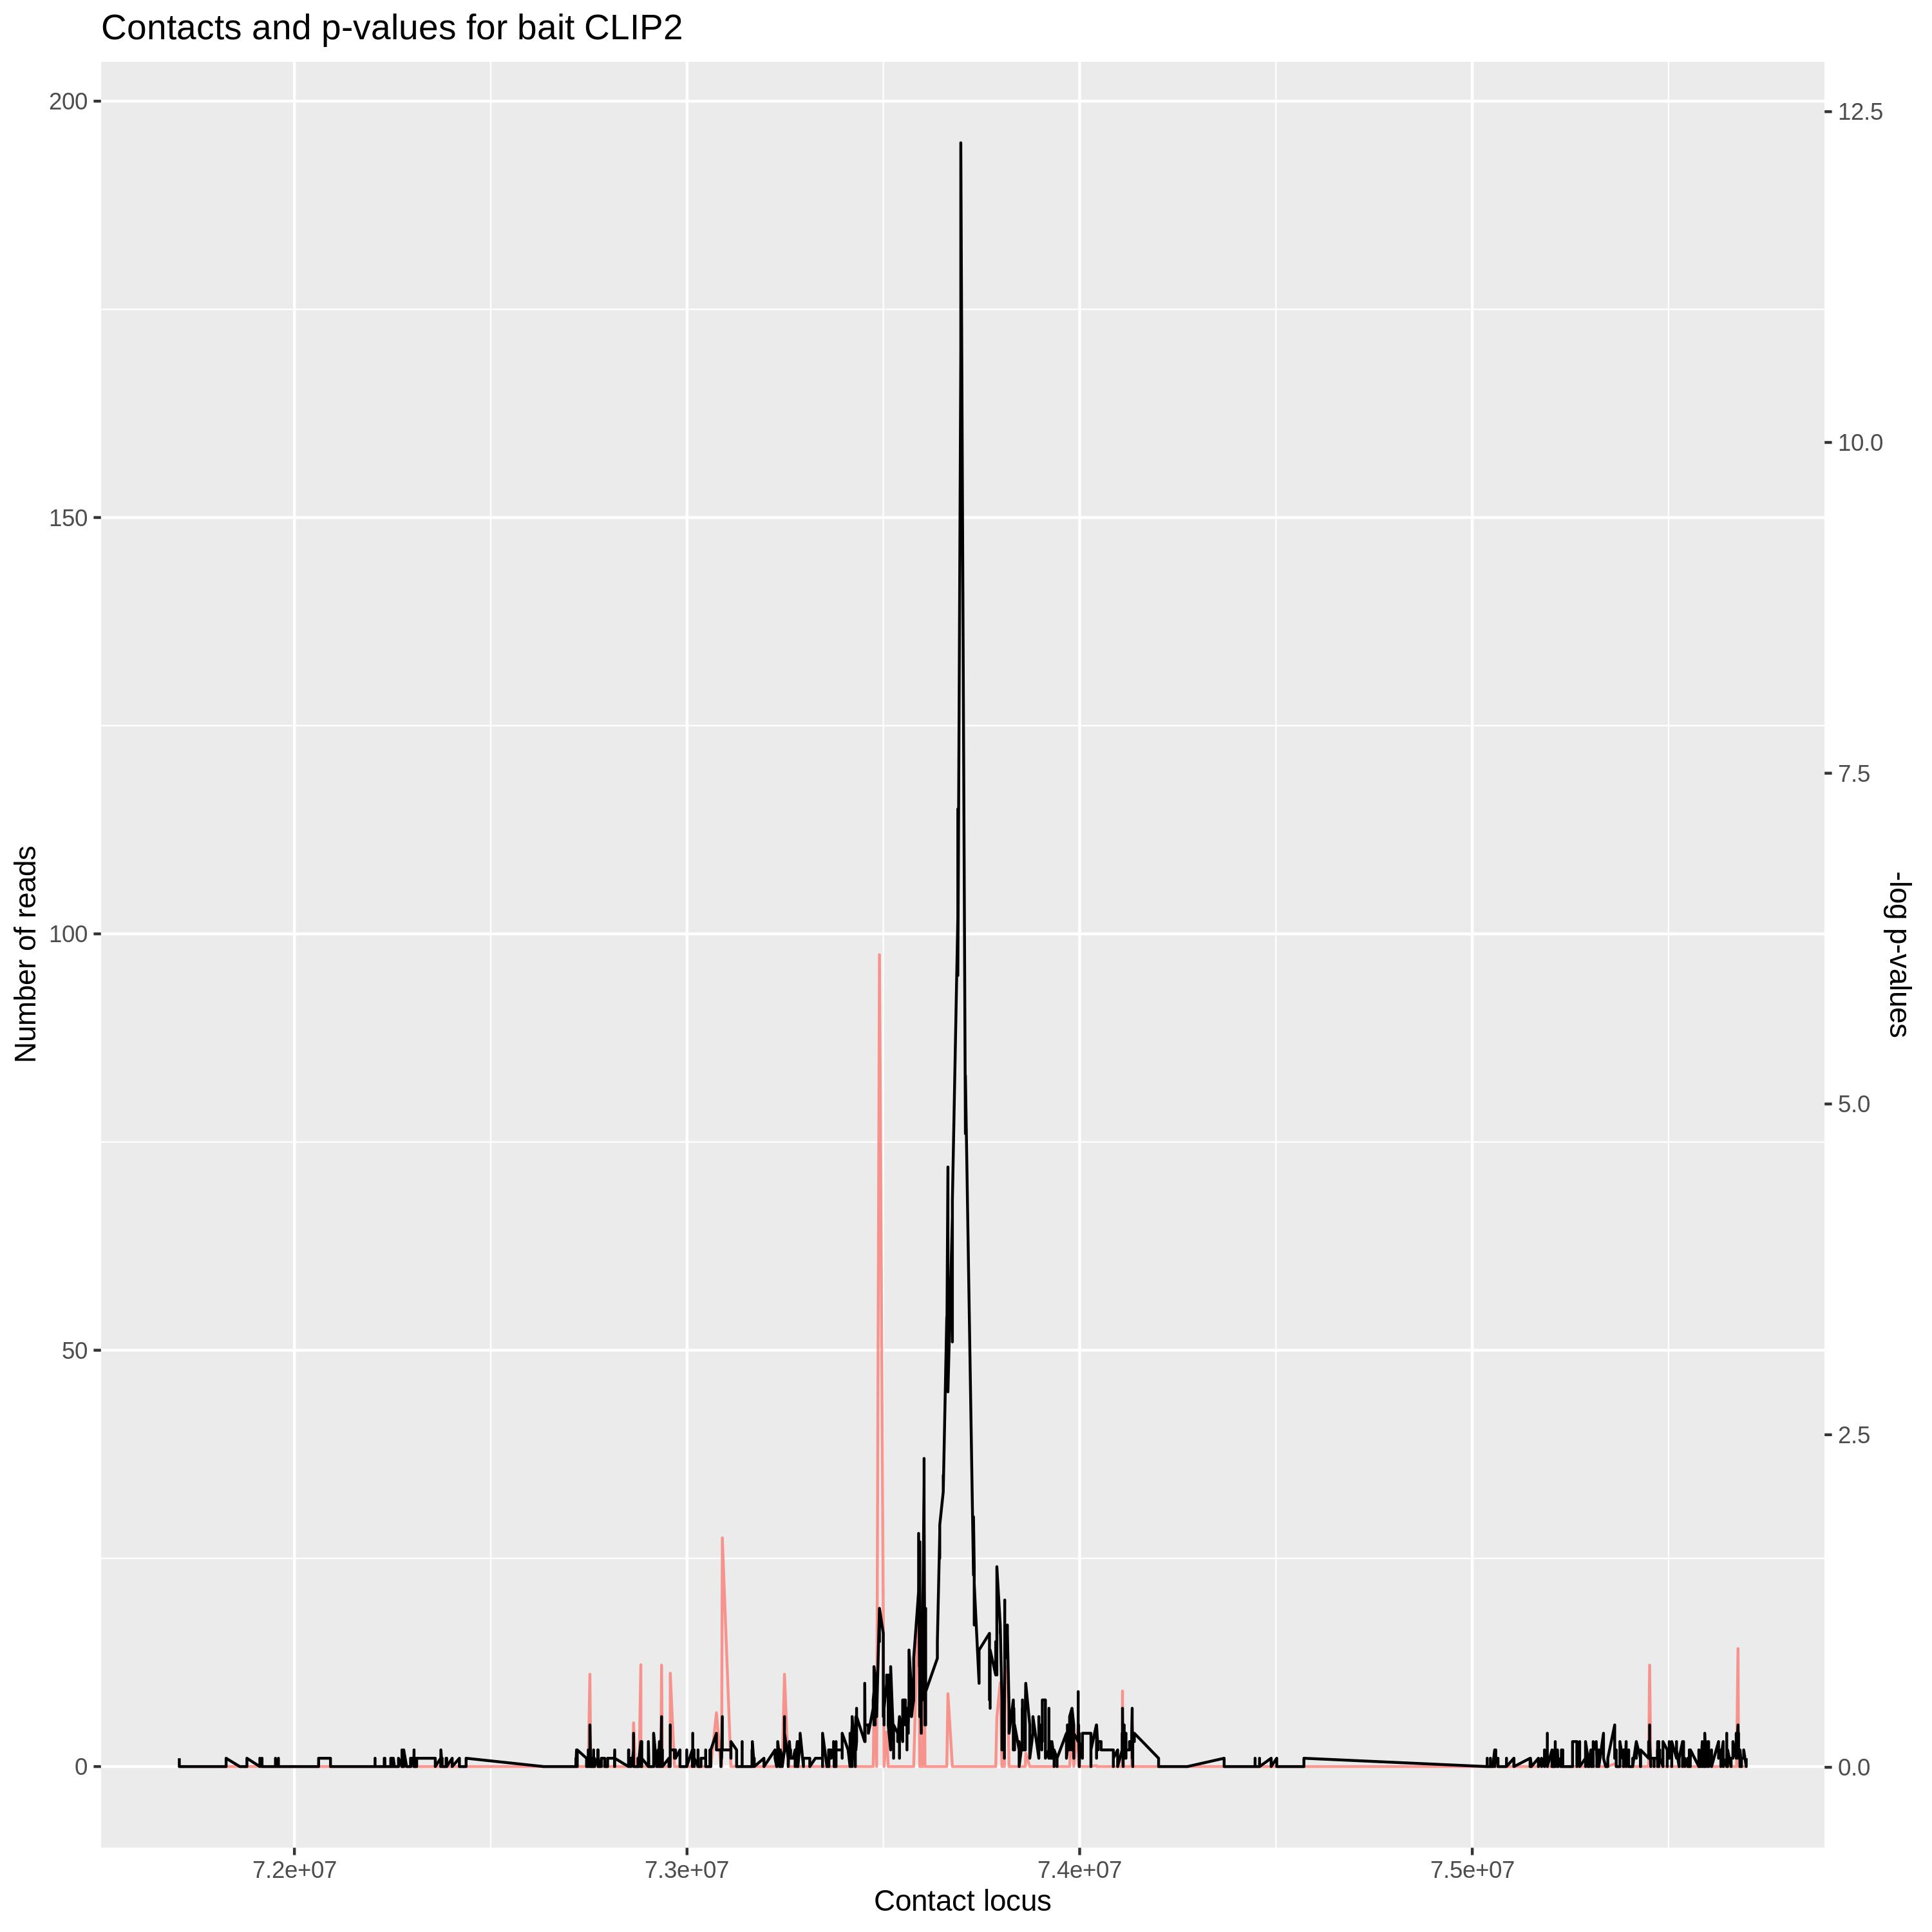 Contacts and p-values for bait CLIP2
200
150
100
50
0
12.5
10.0
7.5
5.0
2.5
0.0
Number of reads
-log p-values
7.2e+07 7.3e+07 7.4e+07 7.5e+07
Contact locus